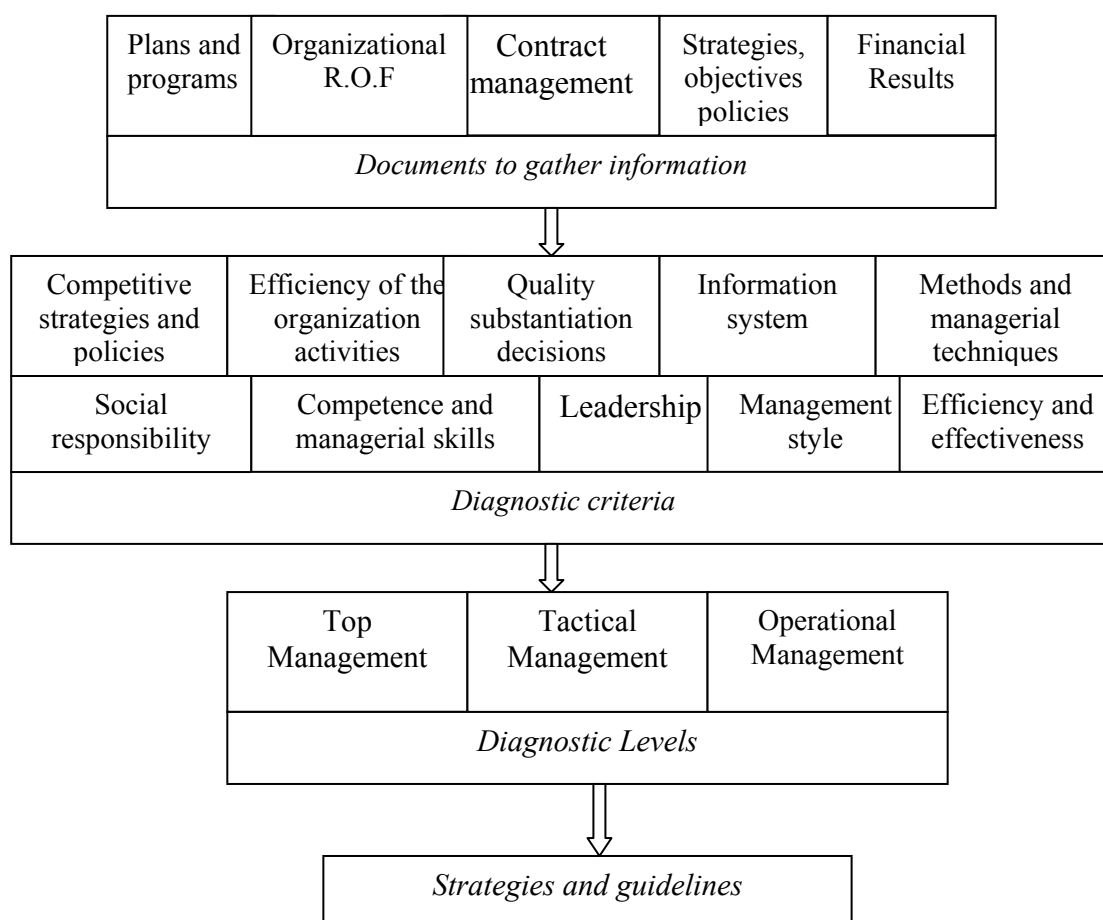 Plans and
programs
Organizational
R.O.F
Contract
management
Strategies,
objectives
policies
Financial
Results
Documents to gather information
Competitive
strategies and
policies
Efficiency of the
organization
activities
Quality
substantiation
decisions
Information
system
Methods and
managerial
techniques
Social
responsibility
Competence and
managerial skills
Leadership
Management
style
Efficiency and
effectiveness
Diagnostic criteria
Top
Management
Tactical
Management
Operational
Management
Diagnostic Levels
Strategies and guidelines